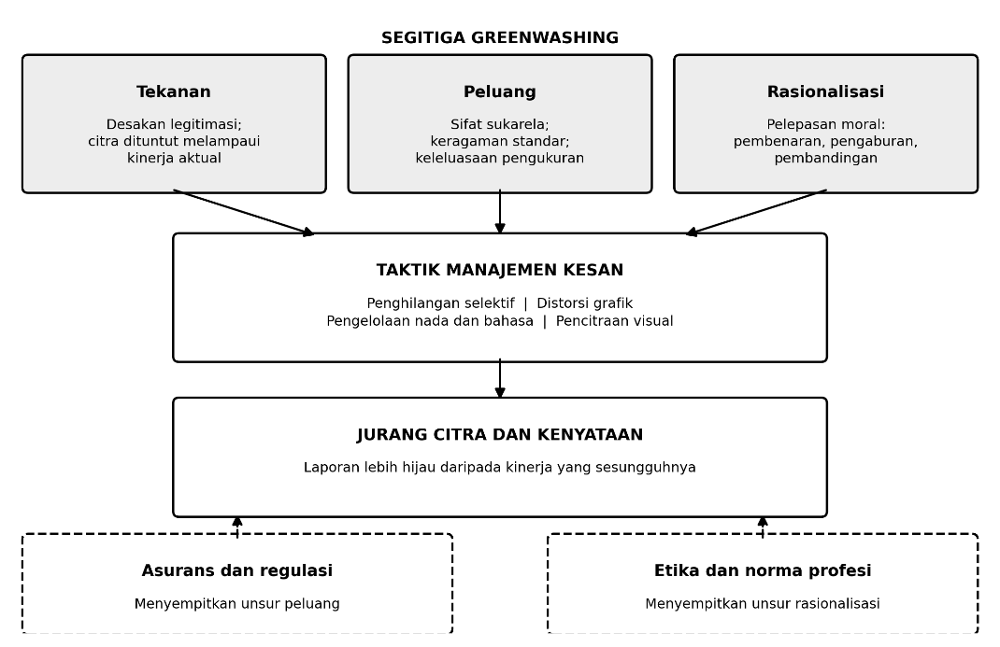 SEGITIGA GREENWASHING
Tekanan
Desakan legitimasi;
citra dituntut melampaui
kinerja aktual
Peluang
Sifat sukarela;
keragaman standar;
keleluasaan pengukuran
Rasionalisasi
Pelepasan moral:
pembenaran, pengaburan,
pembandingan
TAKTIK MANAJEMEN KESAN
Penghilangan selektif | Distorsi grafik
Pengelolaan nada dan bahasa | Pencitraan visual
JURANG CITRA DAN KENYATAAN
Laporan lebih hijau daripada kinerja yang sesungguhnya
Asurans dan regulasi
Menyempitkan unsur peluang
Etika dan norma profesi
Menyempitkan unsur rasionalisasi